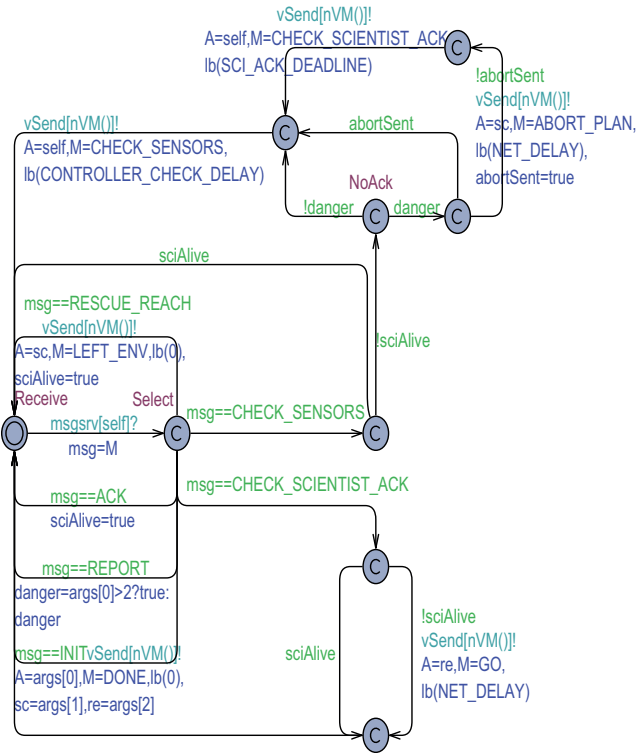 vSend[nVM()]!
A=self,M=CHECK_SCIENTIST_ACK
lb(SCI_ACK_DEADLINE)
C
!abortSent
vSend[nVM()]!
A=sc,M=ABORT_PLAN,
lb(NET_DELAY),
abortSent=true
vSend[nVM()]!
A=self,M=CHECK_SENSORS,
lb(CONTROLLER_CHECK_DELAY)
C
abortSent
NoAck
!danger
C
danger
C
sciAlive
msg==RESCUE_REACH
vSend[nVM()]!
A=sc,M=LEFT_ENV,lb(0),
sciAlive=true
!sciAlive
Receive
Select
msgsrv[self]?
msg=M
C
msg==CHECK_SENSORS
C
msg==CHECK_SCIENTIST_ACK
msg==ACK
sciAlive=true
msg==REPORT
danger=args[0]>2?true:
danger
C
msg==INITvSend[nVM()]!
A=args[0],M=DONE,lb(0),
sc=args[1],re=args[2]
sciAlive
!sciAlive
vSend[nVM()]!
A=re,M=GO,
lb(NET_DELAY)
C